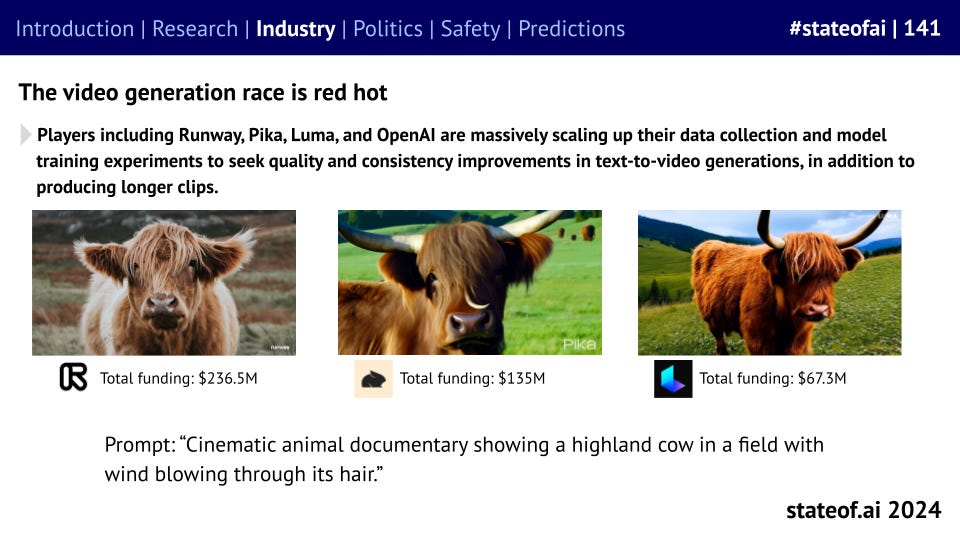 Introduction | Research | Industry | Politics | Safety | Predictions
#stateofai | 141
The video generation race is red hot
Players including Runway, Pika, Luma, and OpenAI are massively scaling up their data collection and model
training experiments to seek quality and consistency improvements in text-to-video generations, in addition to
producing longer clips.
runway
Pika
LUMA
Total funding: $236.5M
Total funding: $135M
Total funding: $67.3M
Prompt: “Cinematic animal documentary showing a highland cow in a field with
wind blowing through its hair.”
stateof.ai 2024